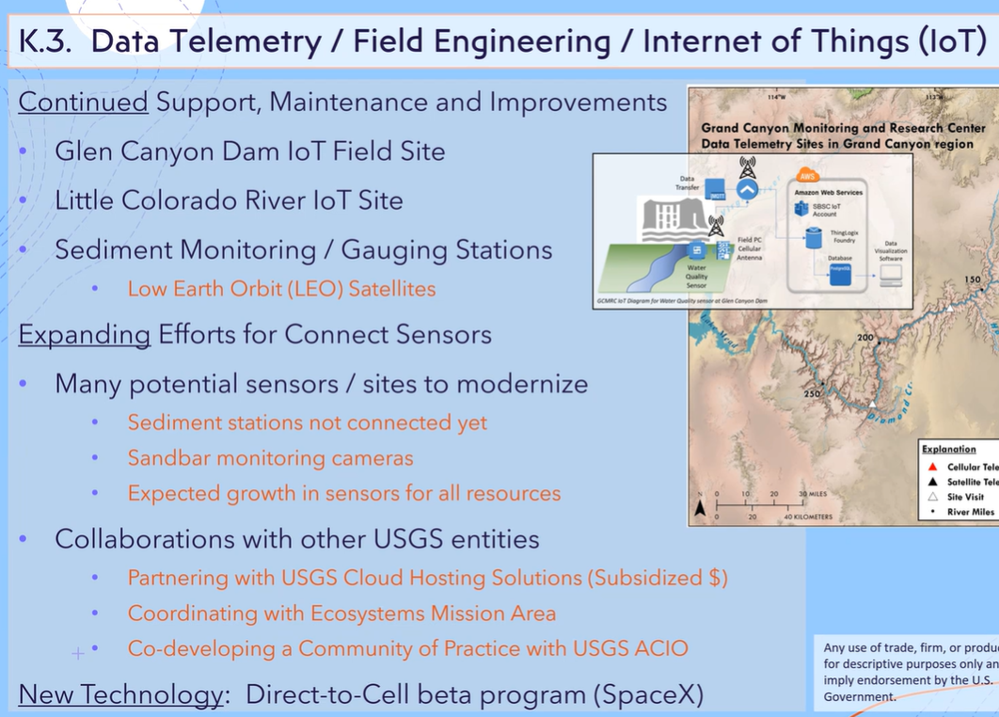 K.3. Data Telemetry / Field Engineering / Internet of Things (IoT)
Continued Support, Maintenance and Improvements
• Glen Canyon Dam IoT Field Site
• Little Colorado River IoT Site
• Sediment Monitoring / Gauging Stations
• Low Earth Orbit (LEO) Satellites
Expanding Efforts for Connect Sensors
• Many potential sensors / sites to modernize
• Sediment stations not connected yet
• Sandbar monitoring cameras
• Expected growth in sensors for all resources
• Collaborations with other USGS entities
• Partnering with USGS Cloud Hosting Solutions (Subsidized $)
• Coordinating with Ecosystems Mission Area
• Co-developing a Community of Practice with USGS ACIO
New Technology: Direct-to-Cell beta program (SpaceX)
114°W
113°W
Grand Canyon Monitoring and Research Center
Data Telemetry Sites in Grand Canyon region
Data
Transfer
MQTT
AWS
Amazon Web Services
SBSC IoT
Account
ThingLogix
Foundry
Database
PostgreSQL
Data
Visualization
Software
Field PC
Cellular
Antenna
Water
Quality
Sensor
GCMRC IoT Diagram for Water Quality sensor at Glen Canyon Dam
150
200
250
Lake Mead
Diamond Cr.
N
0 10 20 30 MILES
0 20 40 KILOMETERS
Explanation
Cellular Tele
Satellite Tele
Site Visit
River Miles
Any use of trade, firm, or produ
for descriptive purposes only an
imply endorsement by the U.S.
Government.